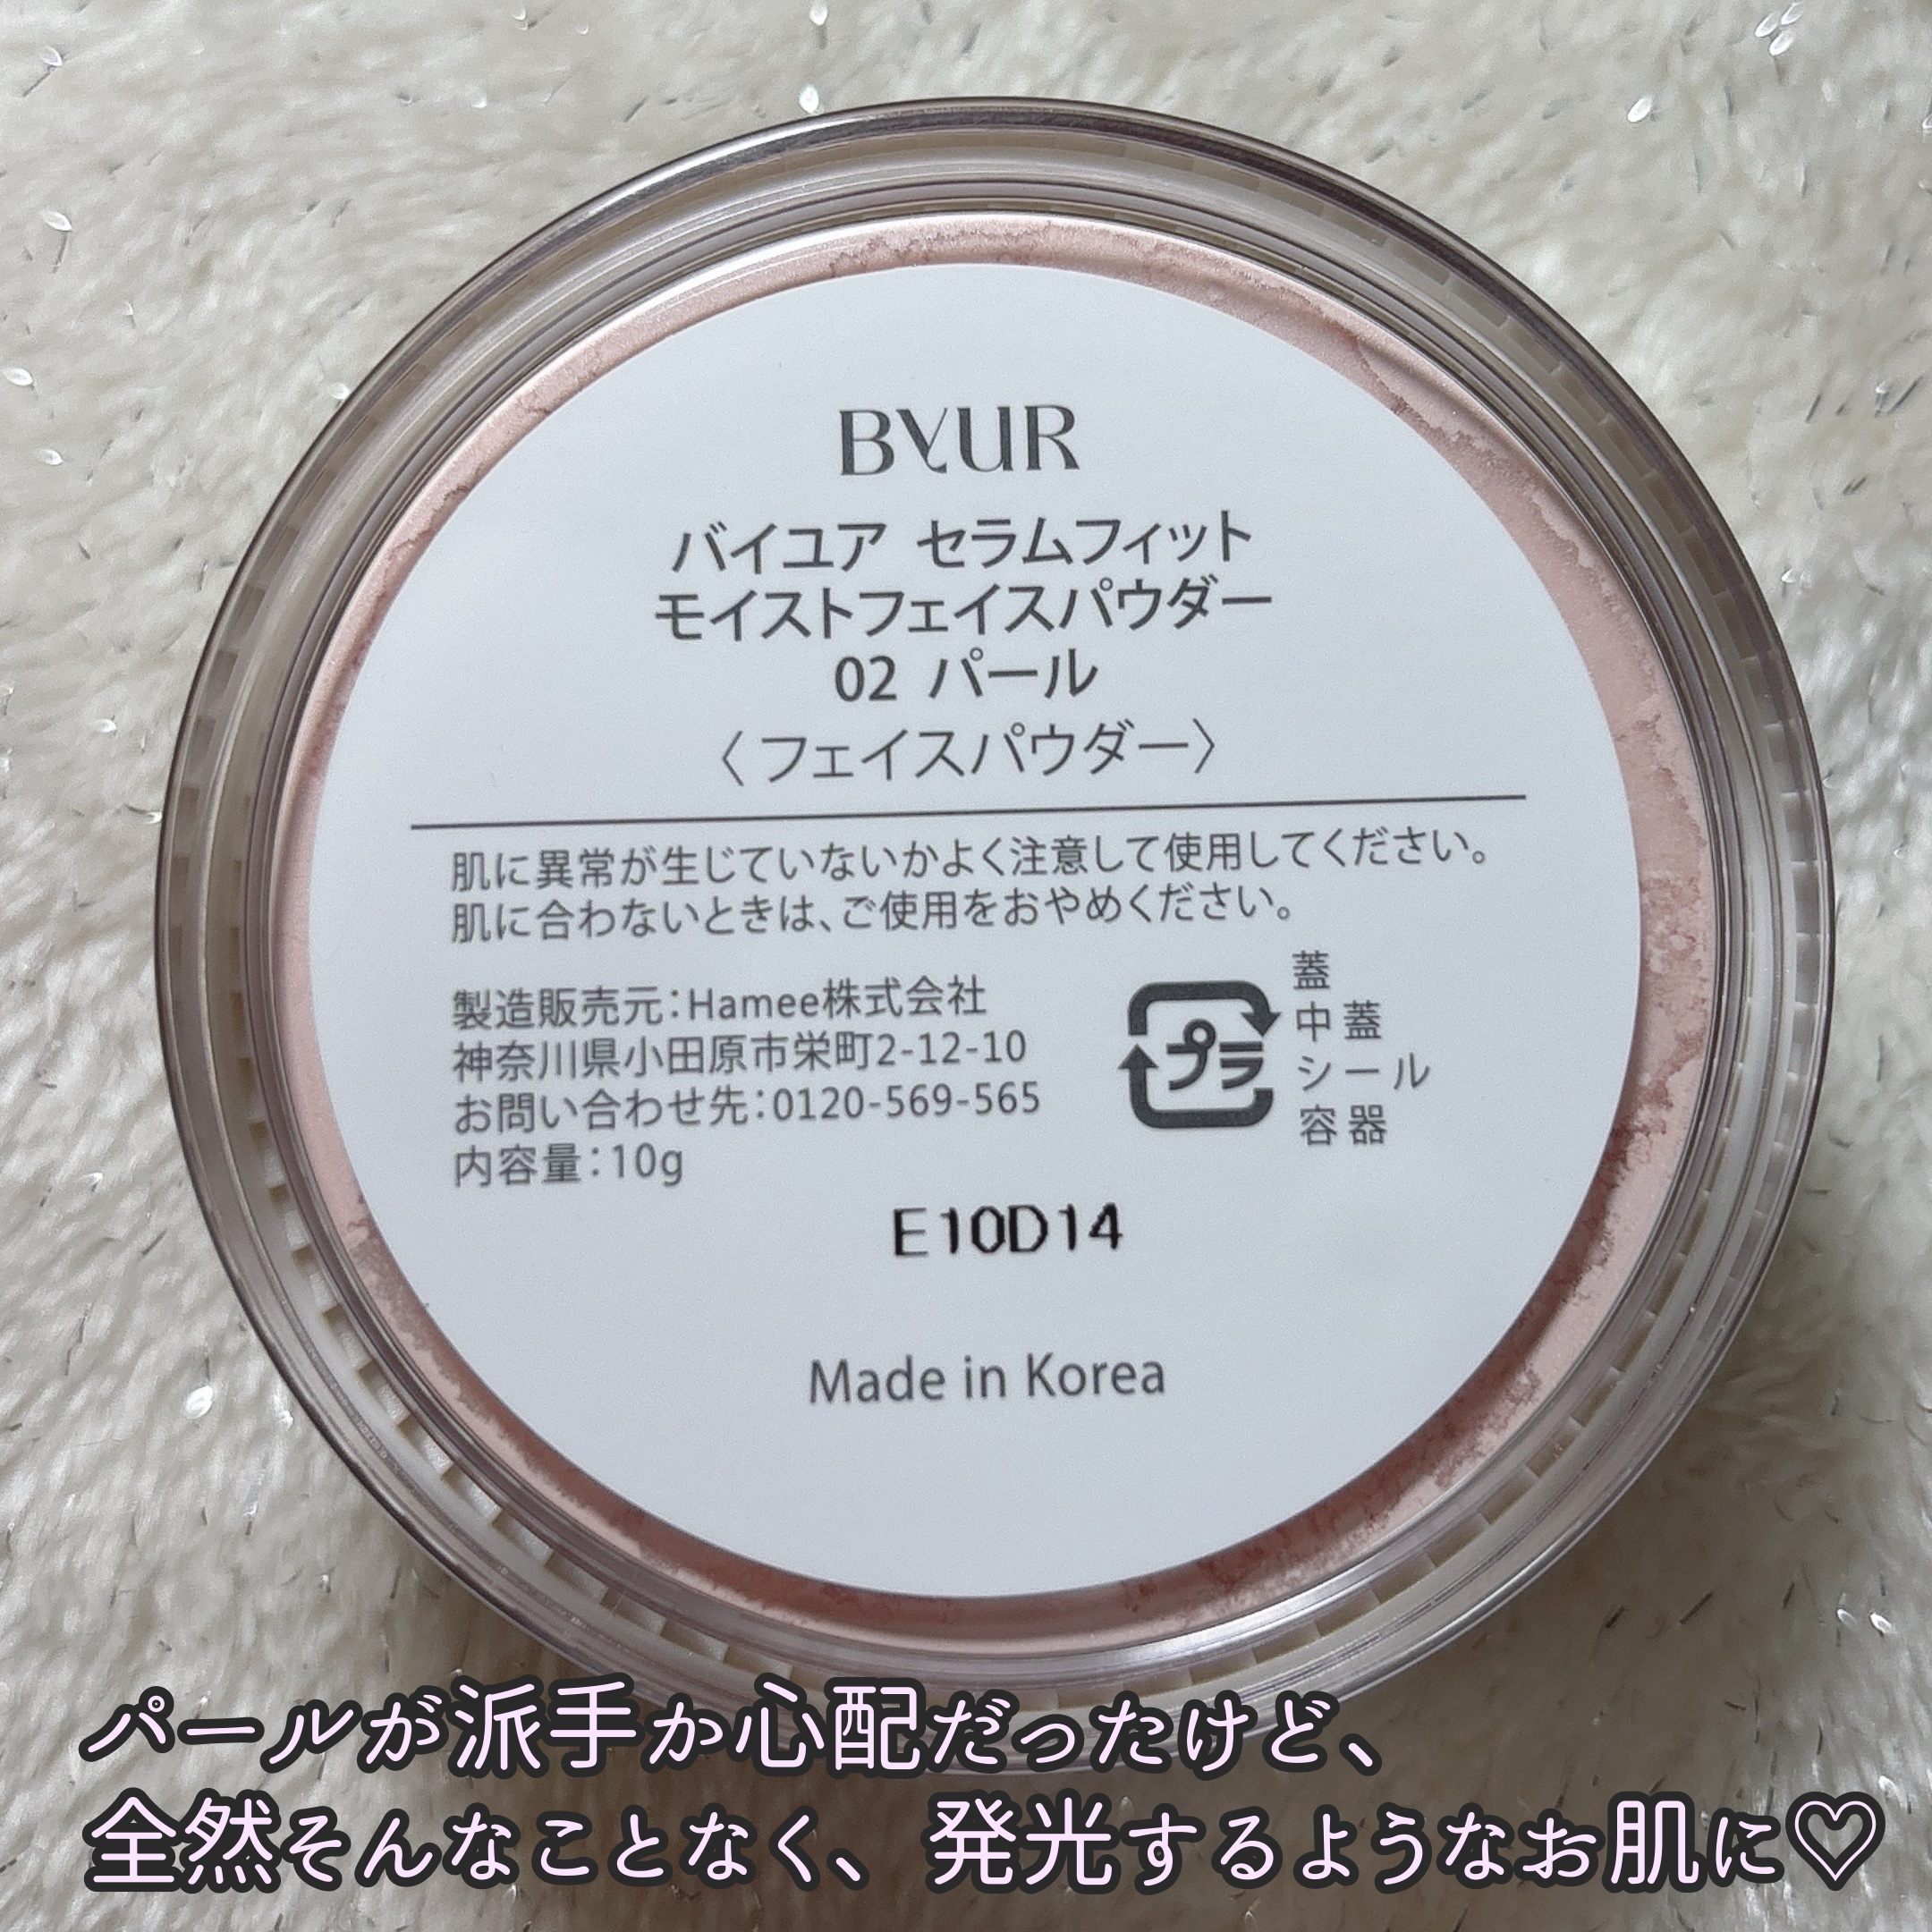 BYUR
バイユア セラムフィット
モイストフェイスパウダー
02 パール
〈フェイスパウダー〉
肌に異常が生じていないかよく注意して使用してください。
肌に合わないときは、ご使用をおやめください。
製造販売元：Hamee株式会社
神奈川県小田原市栄町2-12-10
お問い合わせ先：0120-569-565
内容量：10g
プラ
蓋
中蓋
シール
容器
E10D14
Made in Korea
パールが派手か心配だったけど、
全然そんなことなく、発光するようなお肌に♡